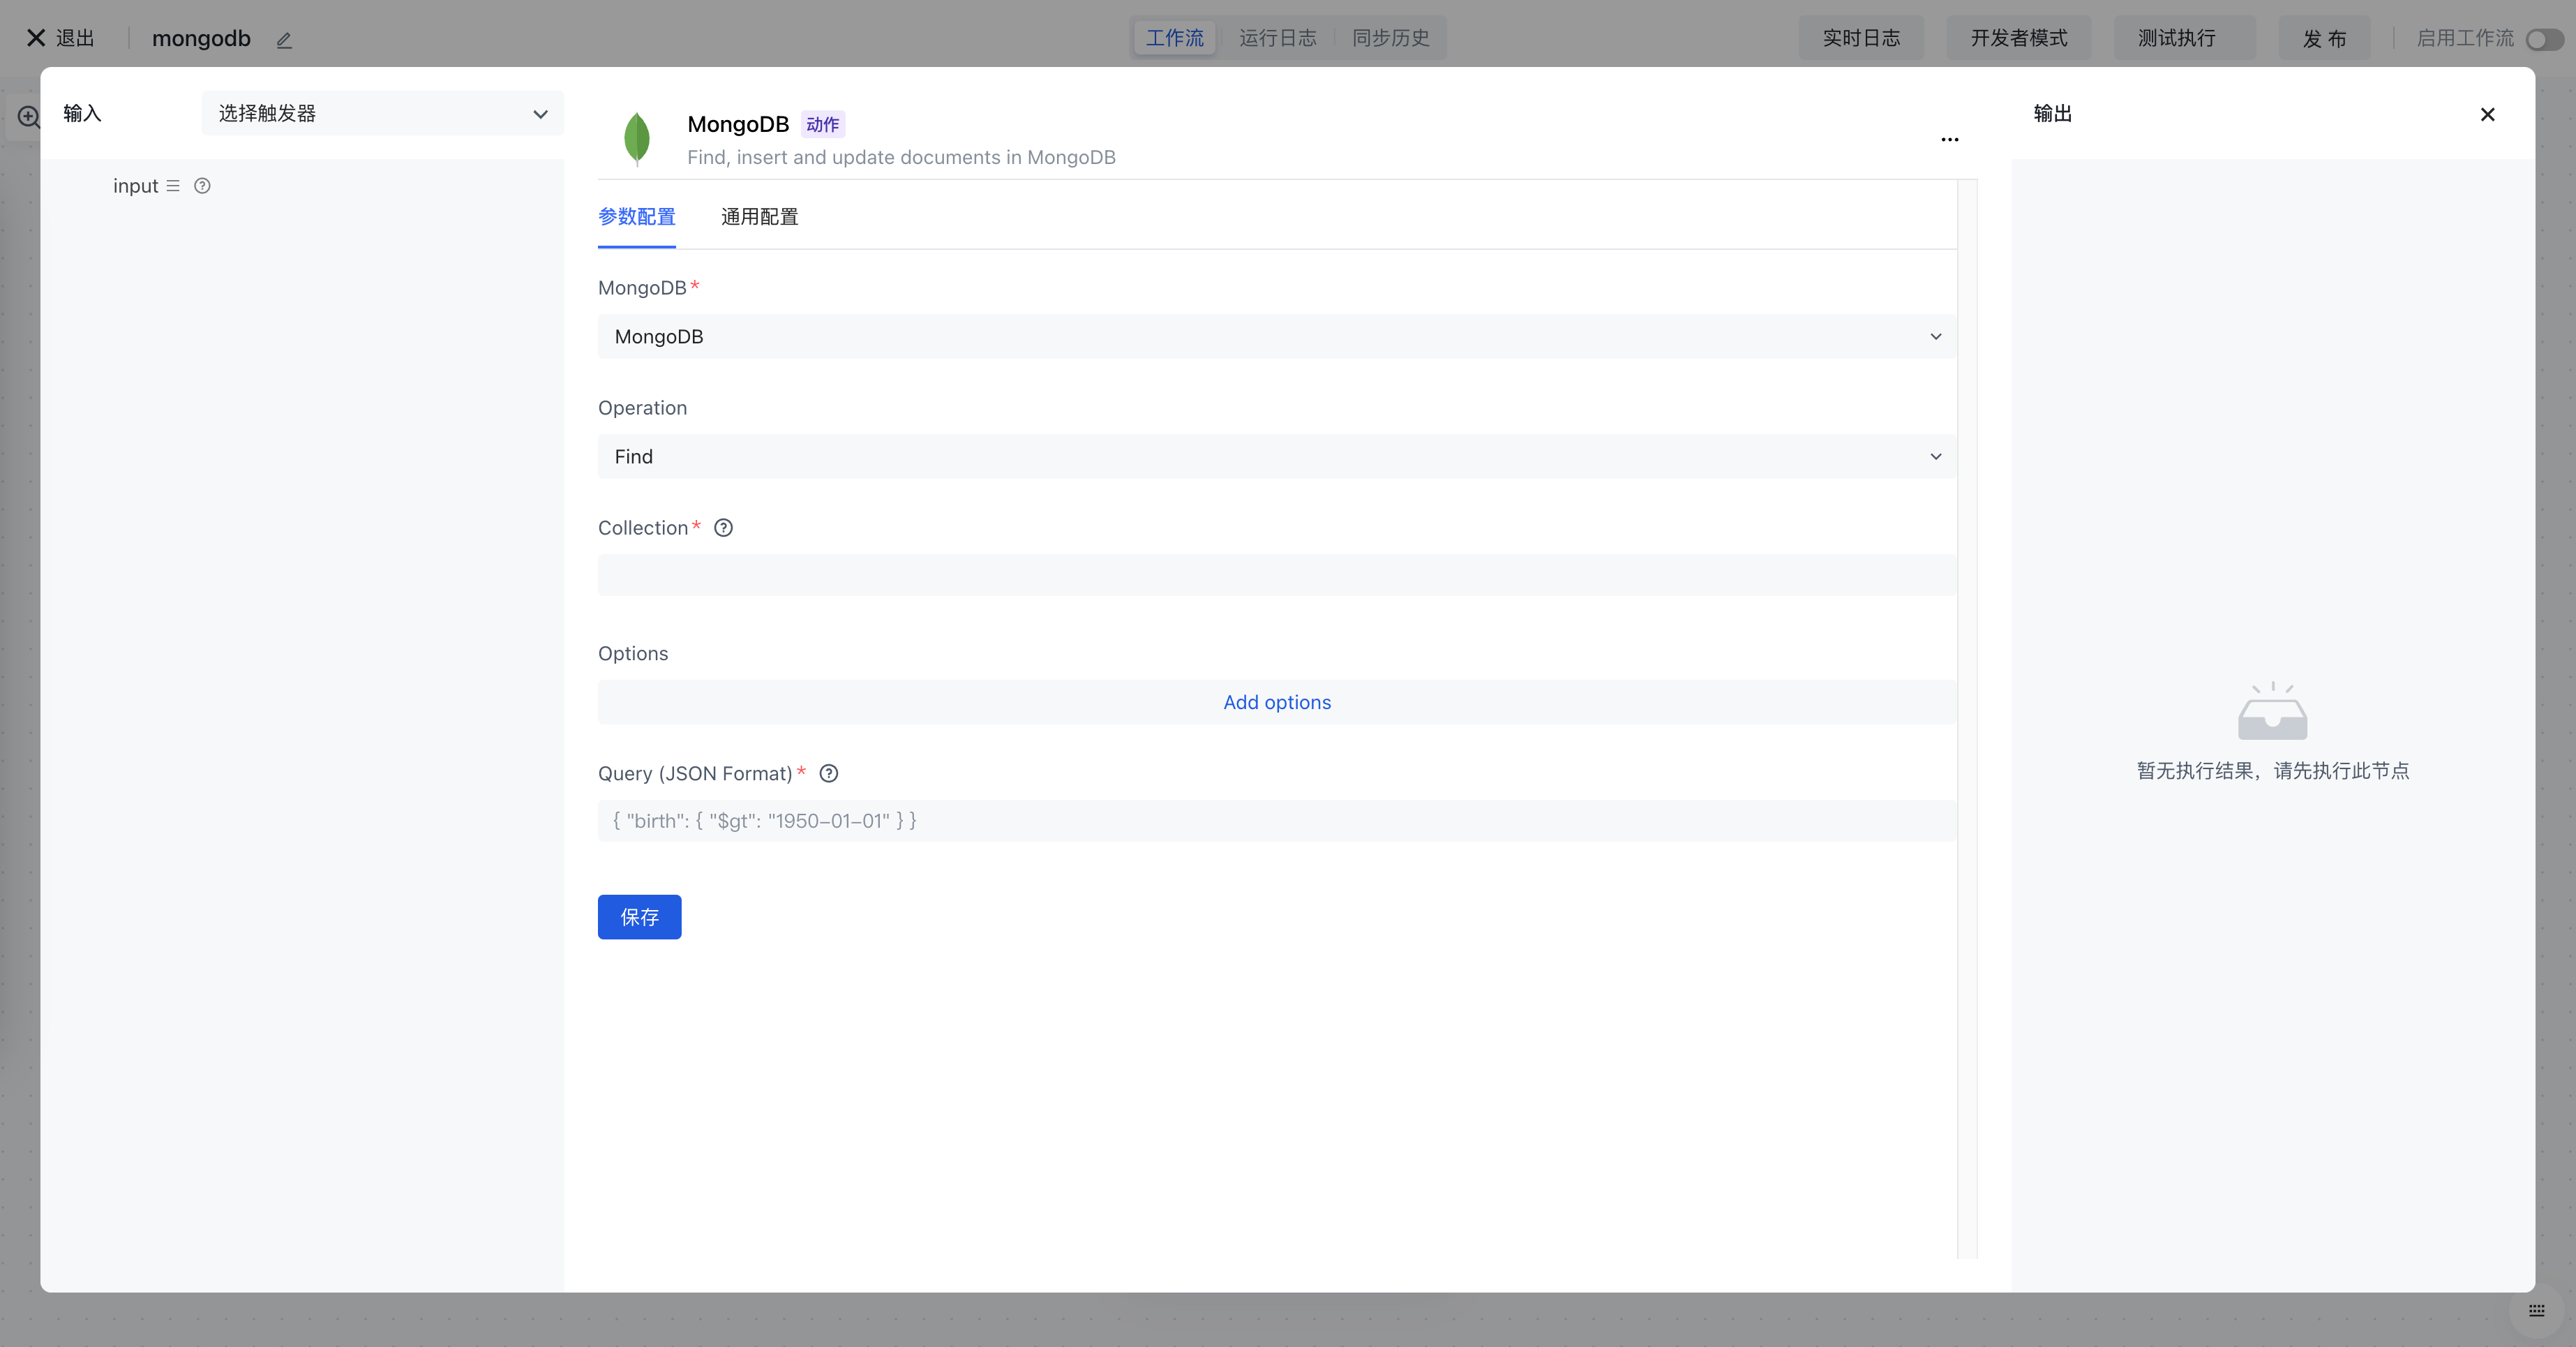 退出
mongodb
工作流
运行日志
同步历史
实时日志
开发者模式
测试执行
发 布
启用工作流
输入
选择触发器
input
MongoDB 动作
Find, insert and update documents in MongoDB
参数配置
通用配置
MongoDB*
MongoDB
Operation
Find
Collection*
Options
Add options
Query (JSON Format)*
{ "birth": { "$gt": "1950-01-01" } }
保存
输出
暂无执行结果，请先执行此节点